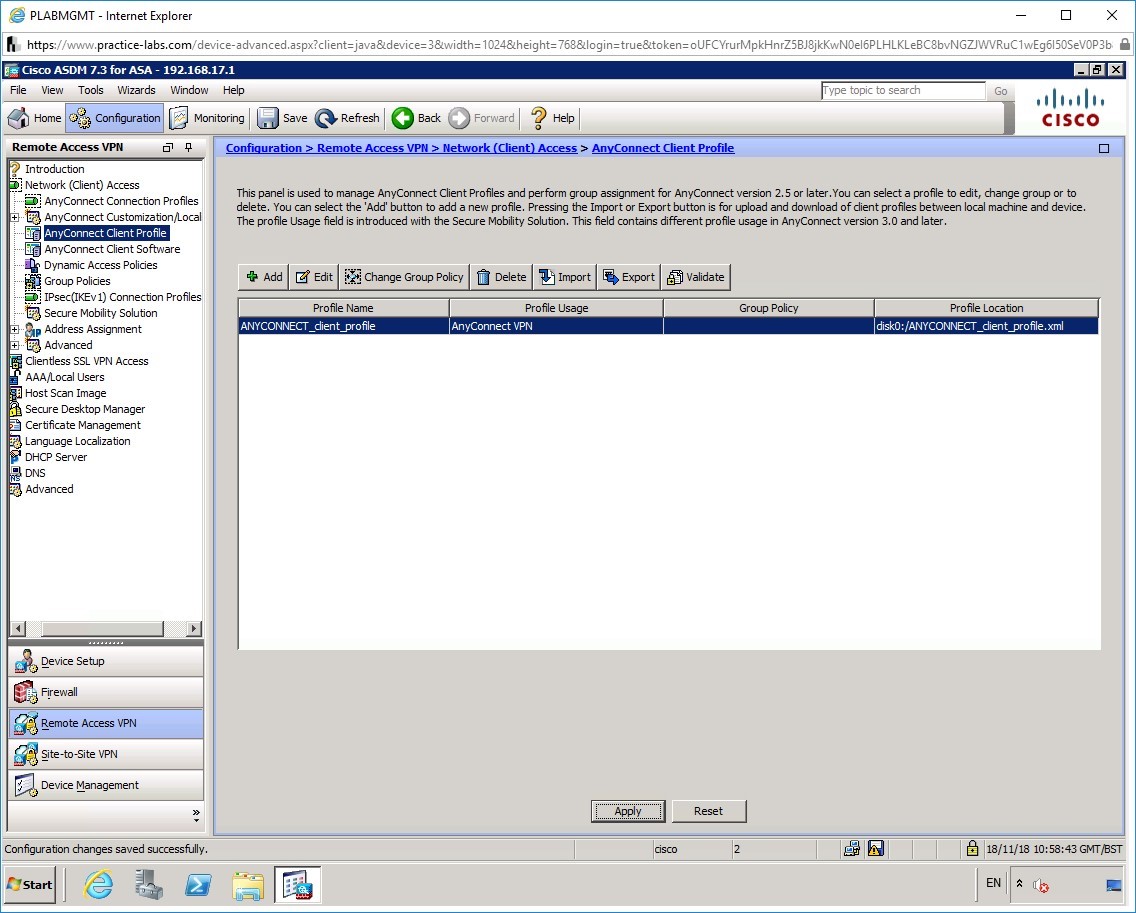 PLABMGMT - Internet Explorer
https://www.practice-labs.com/device-advanced.aspx?client=java&device=3&width=1024&height=768&login=true&token=oUFCYrurMpkHnrZ5BJ8jkKwN0eI6PLHLKLeBC8bvNGZJWVRuC1wEg6I50SeV0P3b
Cisco ASDM 7.3 for ASA - 192.168.17.1
File View Tools Wizards Window Help
Type topic to search Go
Home Configuration Monitoring Save Refresh Back Forward Help
CISCO
Remote Access VPN
Configuration > Remote Access VPN > Network (Client) Access > AnyConnect Client Profile
Introduction
Network (Client) Access
AnyConnect Connection Profiles
AnyConnect Customization/Local
AnyConnect Client Profile
AnyConnect Client Software
Dynamic Access Policies
Group Policies
IPsec(IKEv1) Connection Profiles
Secure Mobility Solution
Address Assignment
Advanced
Clientless SSL VPN Access
AAA/Local Users
Host Scan Image
Secure Desktop Manager
Certificate Management
Language Localization
DHCP Server
DNS
Advanced
This panel is used to manage AnyConnect Client Profiles and perform group assignment for AnyConnect version 2.5 or later.You can select a profile to edit, change group or to
delete. You can select the 'Add' button to add a new profile. Pressing the Import or Export button is for upload and download of client profiles between local machine and device.
The profile Usage field is introduced with the Secure Mobility Solution. This field contains different profile usage in AnyConnect version 3.0 and later.
Add Edit Change Group Policy Delete Import Export Validate
Profile Name Profile Usage Group Policy Profile Location
ANYCONNECT_client_profile AnyConnect VPN disk0:/ANYCONNECT_client_profile.xml
Device Setup
Firewall
Remote Access VPN
Site-to-Site VPN
Device Management
Apply Reset
Configuration changes saved successfully. cisco 2 18/11/18 10:58:43 GMT/BST
Start EN